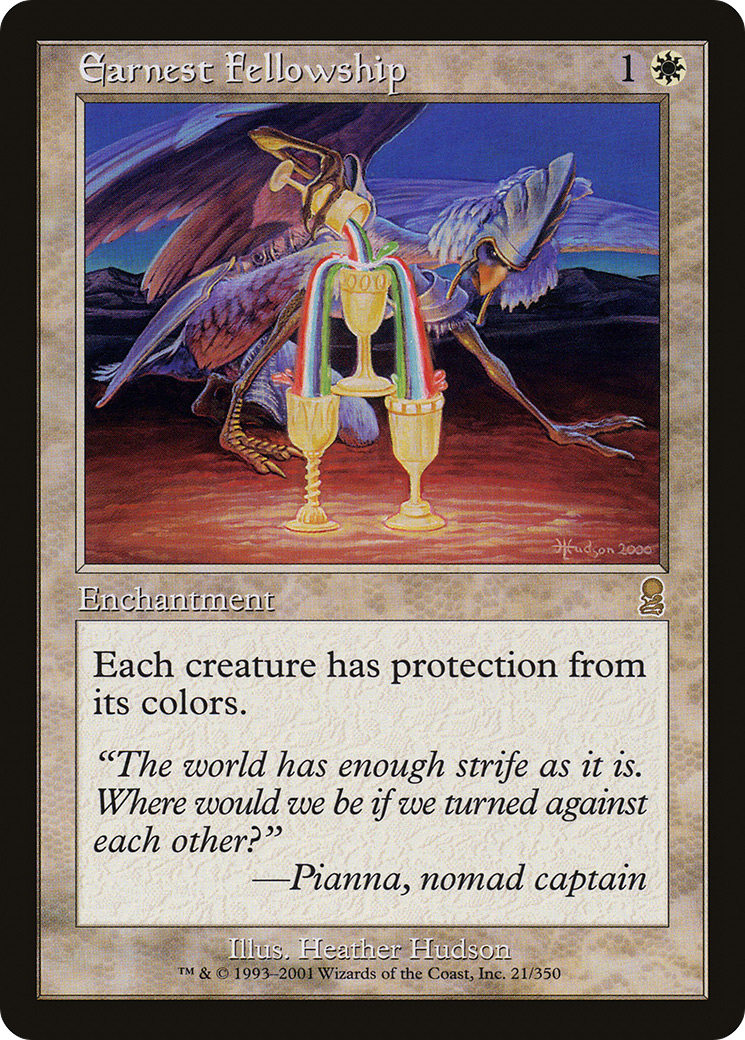 Earnest Fellowship 1
HHudson 2000
Enchantment
Each creature has protection from
its colors.
“The world has enough strife as it is.
Where would we be if we turned against
each other?”
—Pianna, nomad captain
Illus. Heather Hudson
™ & © 1993–2001 Wizards of the Coast, Inc. 21/350